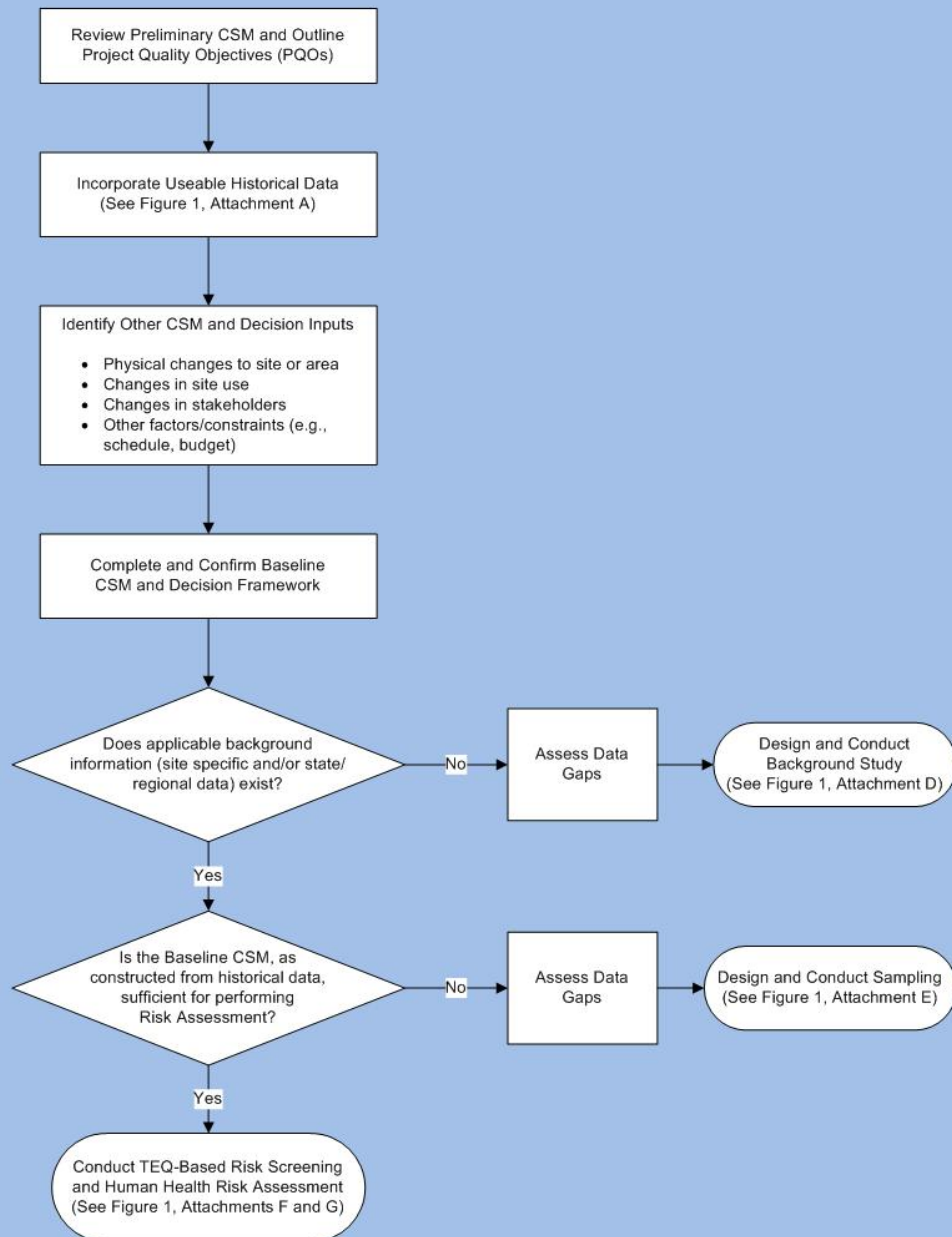 Review Preliminary CSM and Outline
Project Quality Objectives (PQOs)
Incorporate Useable Historical Data
(See Figure 1, Attachment A)
Identify Other CSM and Decision Inputs
• Physical changes to site or area
• Changes in site use
• Changes in stakeholders
• Other factors/constraints (e.g.,
schedule, budget)
Complete and Confirm Baseline
CSM and Decision Framework
Does applicable background
information (site specific and/or state/
regional data) exist?
No
Assess Data
Gaps
Design and Conduct
Background Study
(See Figure 1, Attachment D)
Yes
Is the Baseline CSM, as
constructed from historical data,
sufficient for performing
Risk Assessment?
No
Assess Data
Gaps
Design and Conduct Sampling
(See Figure 1, Attachment E)
Yes
Conduct TEQ-Based Risk Screening
and Human Health Risk Assessment
(See Figure 1, Attachments F and G)